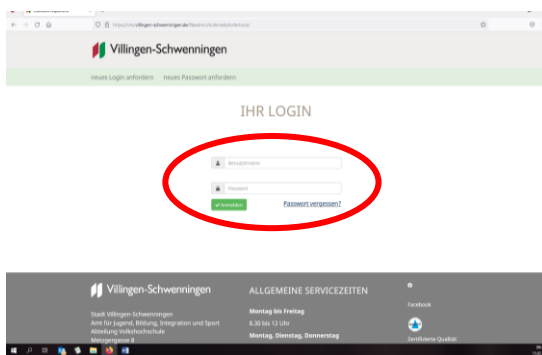 Villingen-Schwenningen
neues Login anfordern neues Passwort anfordern
IHR LOGIN
Benutzername
Passwort
Anmelden
Passwort vergessen?
Villingen-Schwenningen
ALLGEMEINE SERVICEZEITEN
Stadt Villingen-Schwenningen
Amt für Jugend, Bildung, Integration und Sport
Abteilung Volkshochschule
Metzgergasse 8
Montag bis Freitag
8.30 bis 12 Uhr
Montag, Dienstag, Donnerstag
Facebook
Zertifizierte Qualität